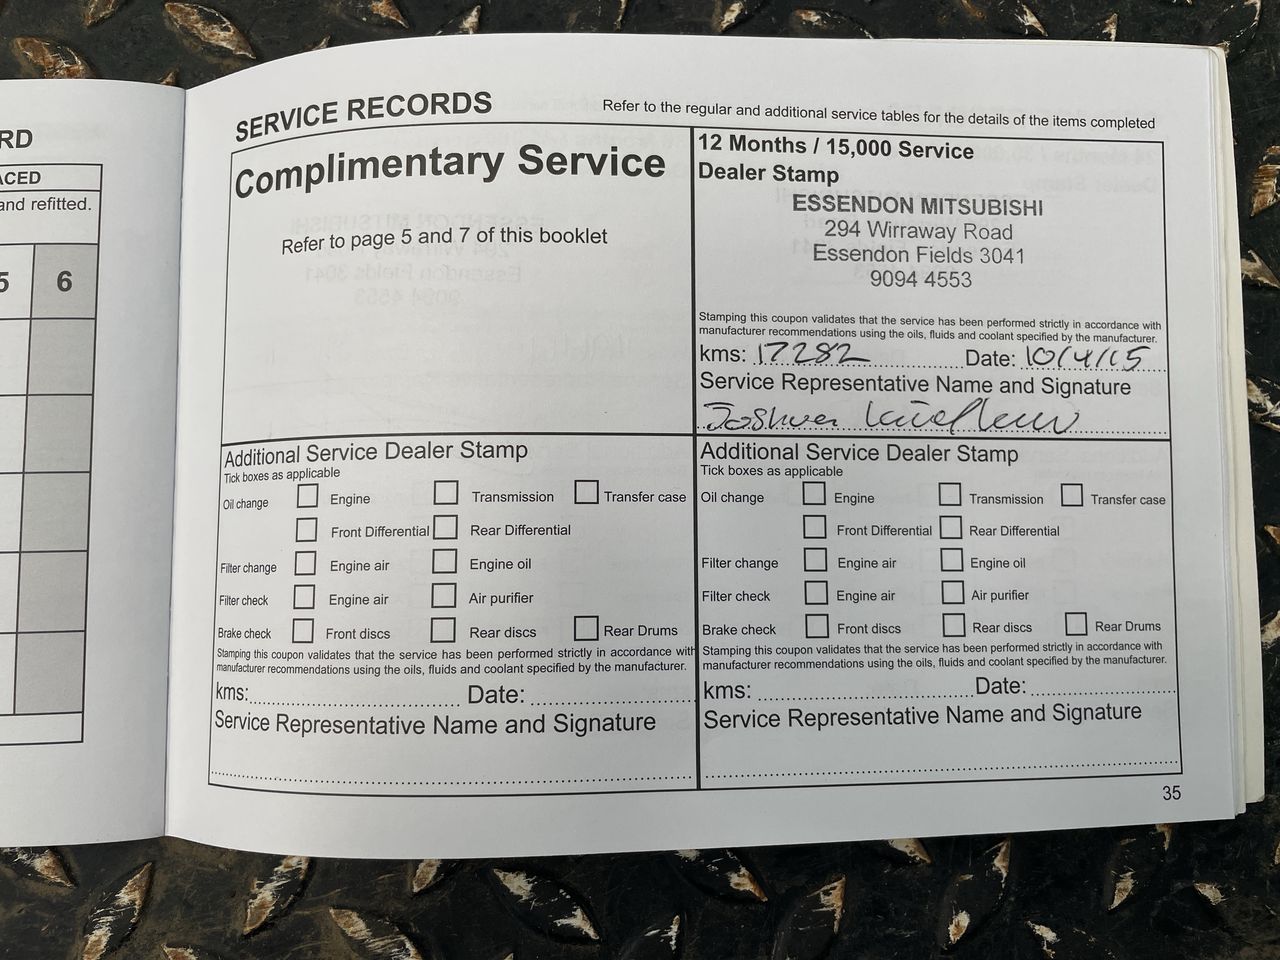 RD
ACED
and refitted.
5 6
SERVICE RECORDS
Refer to the regular and additional service tables for the details of the items completed
Complimentary Service
Refer to page 5 and 7 of this booklet
12 Months / 15,000 Service
Dealer Stamp
ESSENDON MITSUBISHI
294 Wirraway Road
Essendon Fields 3041
9094 4553
Stamping this coupon validates that the service has been performed strictly in accordance with
manufacturer recommendations using the oils, fluids and coolant specified by the manufacturer.
kms: 17282 Date: 10/4/15
Service Representative Name and Signature
Joshua
Additional Service Dealer Stamp
Tick boxes as applicable
Oil change Engine Transmission Transfer case
Front Differential Rear Differential
Filter change Engine air Engine oil
Filter check Engine air Air purifier
Brake check Front discs Rear discs Rear Drums
Stamping this coupon validates that the service has been performed strictly in accordance with
manufacturer recommendations using the oils, fluids and coolant specified by the manufacturer.
kms: Date:
Service Representative Name and Signature
Additional Service Dealer Stamp
Tick boxes as applicable
Oil change Engine Transmission Transfer case
Front Differential Rear Differential
Filter change Engine air Engine oil
Filter check Engine air Air purifier
Brake check Front discs Rear discs Rear Drums
Stamping this coupon validates that the service has been performed strictly in accordance with
manufacturer recommendations using the oils, fluids and coolant specified by the manufacturer.
kms: Date:
Service Representative Name and Signature
35